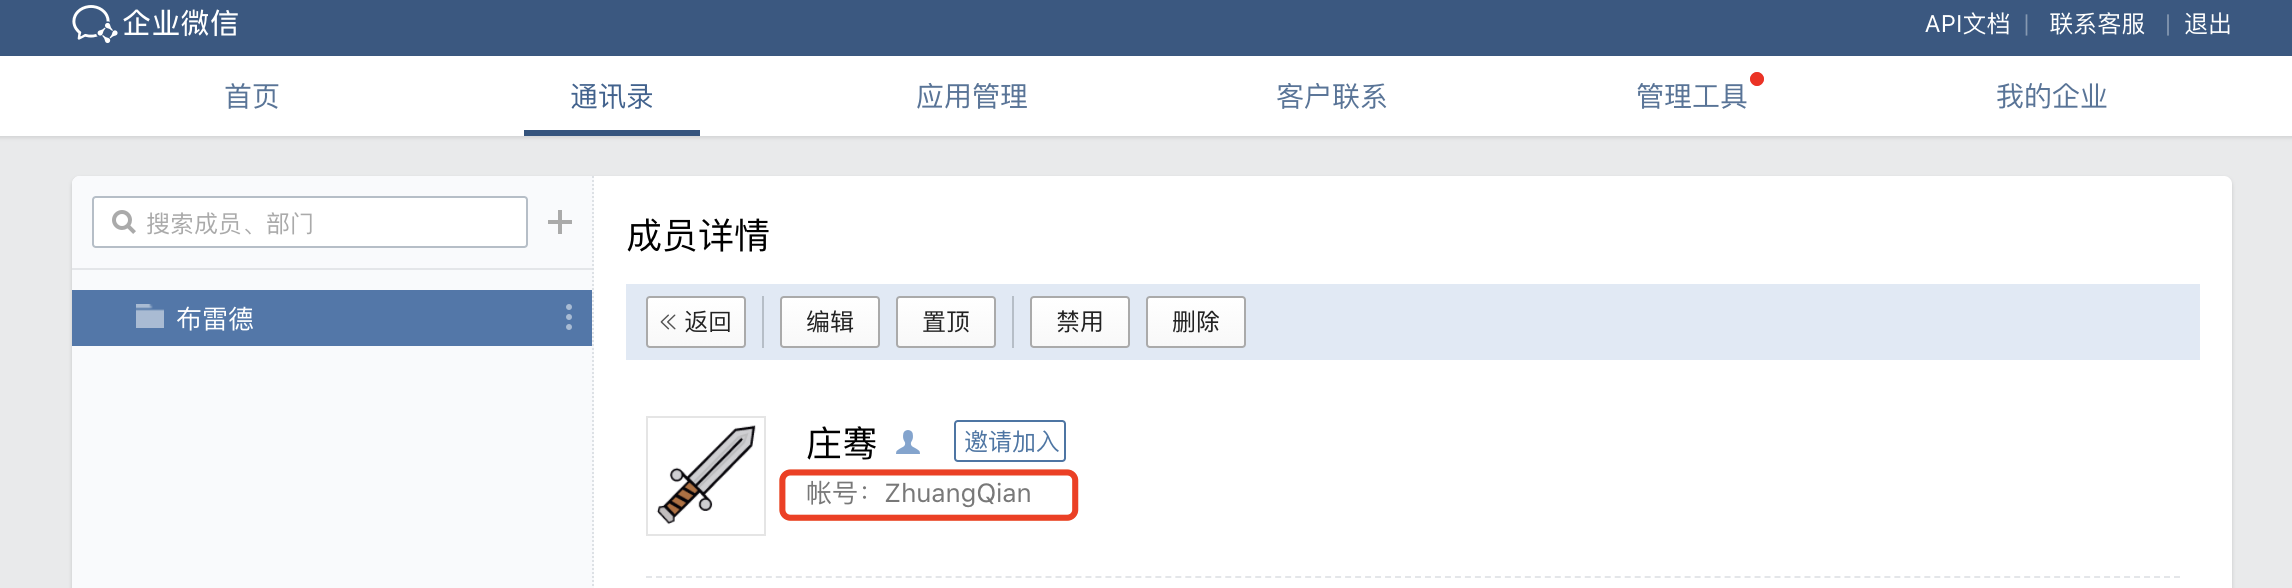 企业微信
API文档 | 联系客服 | 退出
首页 通讯录 应用管理 客户联系 管理工具 我的企业
搜索成员、部门
布雷德
成员详情
返回 编辑 置顶 禁用 删除
庄骞 邀请加入
帐号：ZhuangQian